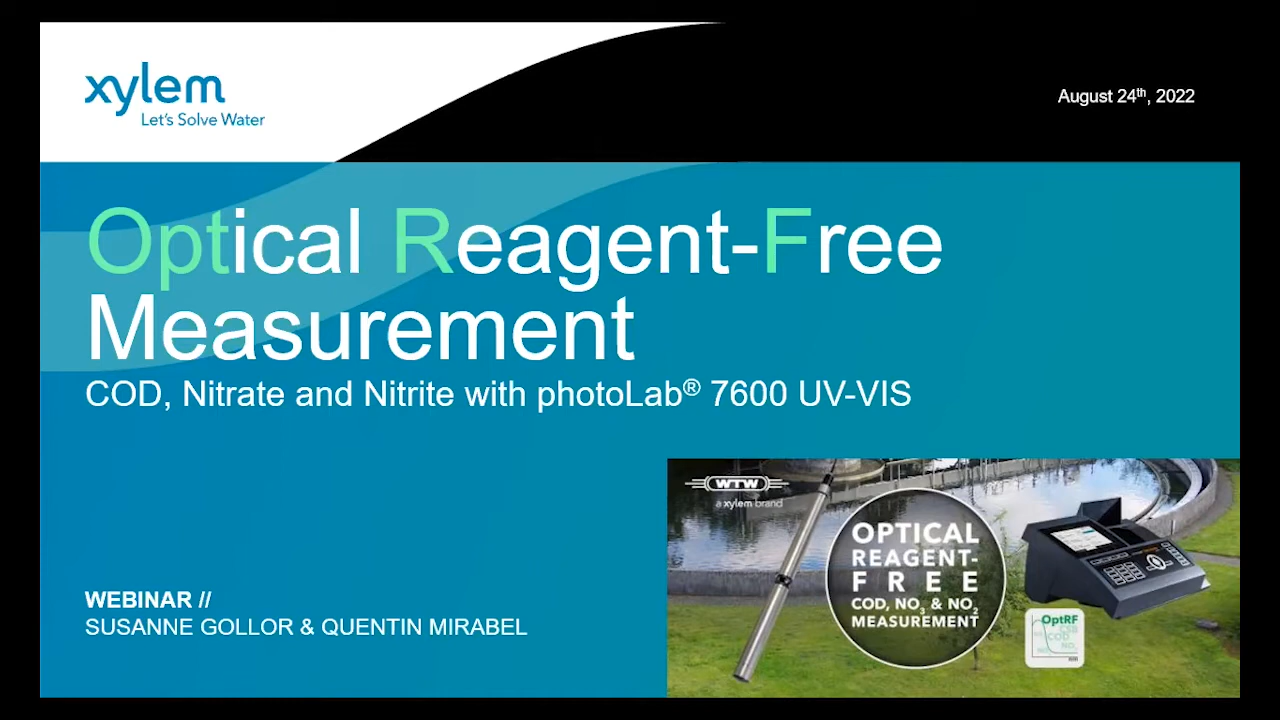 xylem
Let's Solve Water
August 24th, 2022
Optical Reagent-Free
Measurement
COD, Nitrate and Nitrite with photoLab® 7600 UV-VIS
WTW
a xylem brand
OPTICAL
REAGENT-
FREE
COD, NO3 & NO2
MEASUREMENT
OptRF
WEBINAR //
SUSANNE GOLLOR & QUENTIN MIRABEL